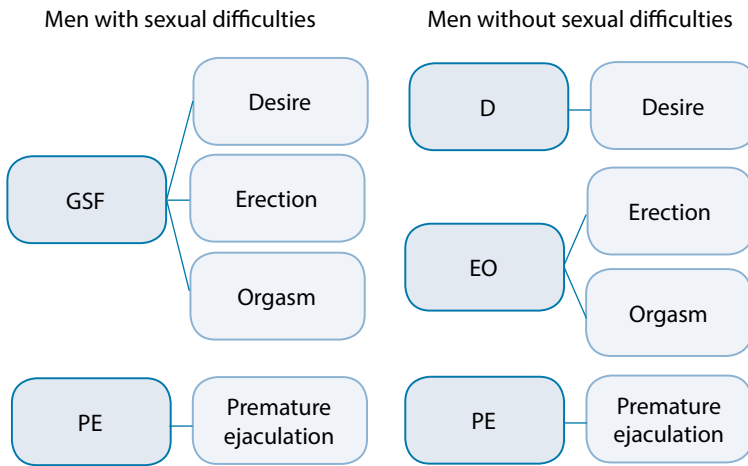 Men with sexual difficulties
GSF
Desire
Erection
Orgasm
PE
Premature
ejaculation
Men without sexual difficulties
D
Desire
EO
Erection
Orgasm
PE
Premature
ejaculation